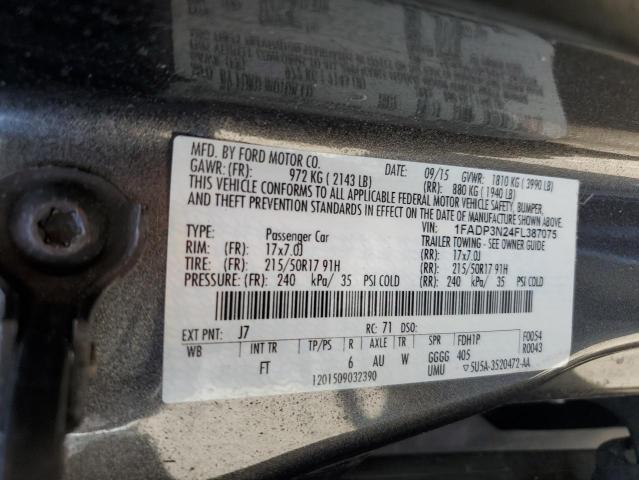 MFD. BY FORD MOTOR CO.
DATE: 09/15 GVWR: 1810 KG ( 3990 LB)
GAWR: (FR): 972 KG ( 2143 LB) (RR): 880 KG ( 1940 LB)
THIS VEHICLE CONFORMS TO ALL APPLICABLE FEDERAL MOTOR VEHICLE SAFETY, BUMPER,
AND THEFT PREVENTION STANDARDS IN EFFECT ON THE DATE OF MANUFACTURE SHOWN ABOVE.
VIN: 1FADP3N24FL387075
TYPE: Passenger Car TRAILER TOWING - SEE OWNER GUIDE
RIM: (FR): 17x7.0J (RR): 17x7.0J
TIRE: (FR): 215/50R17 91H (RR): 215/50R17 91H
PRESSURE: (FR): 240 kPa/ 35 PSI COLD (RR): 240 kPa/ 35 PSI COLD
EXT PNT: J7 RC: 71 DSO:
WB INT TR TP/PS R AXLE TR SPR FDH1P F0054
FT 6 AU W GGGG 405 R0043
UMU ▽5U5A-3520472-AA
1201509032390